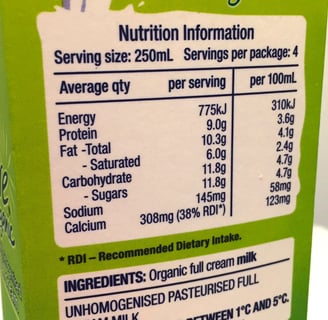 Nutrition Information
Serving size: 250mL Servings per package: 4
Average qty per serving per 100mL
Energy 775kJ 310kJ
Protein 9.0g 3.6g
Fat -Total 10.3g 4.1g
- Saturated 6.0g 2.4g
Carbohydrate 11.8g 4.7g
- Sugars 11.8g 4.7g
Sodium 145mg 58mg
Calcium 308mg (38% RDI*) 123mg
* RDI – Recommended Dietary Intake.
INGREDIENTS: Organic full cream milk
UNHOMOGENISED PASTEURISED FULL
MILK
BETWEEN 1°C AND 5°C.